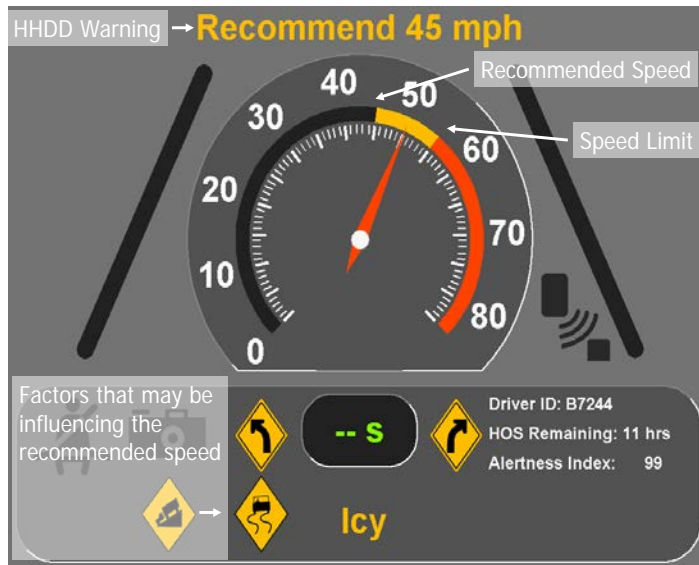 HHDD Warning
Recommend 45 mph
Recommended Speed
Speed Limit
0
10
20
30
40
50
60
70
80
Factors that may be
influencing the
recommended speed
-- S
Driver ID: B7244
HOS Remaining: 11 hrs
Alertness Index: 99
Icy